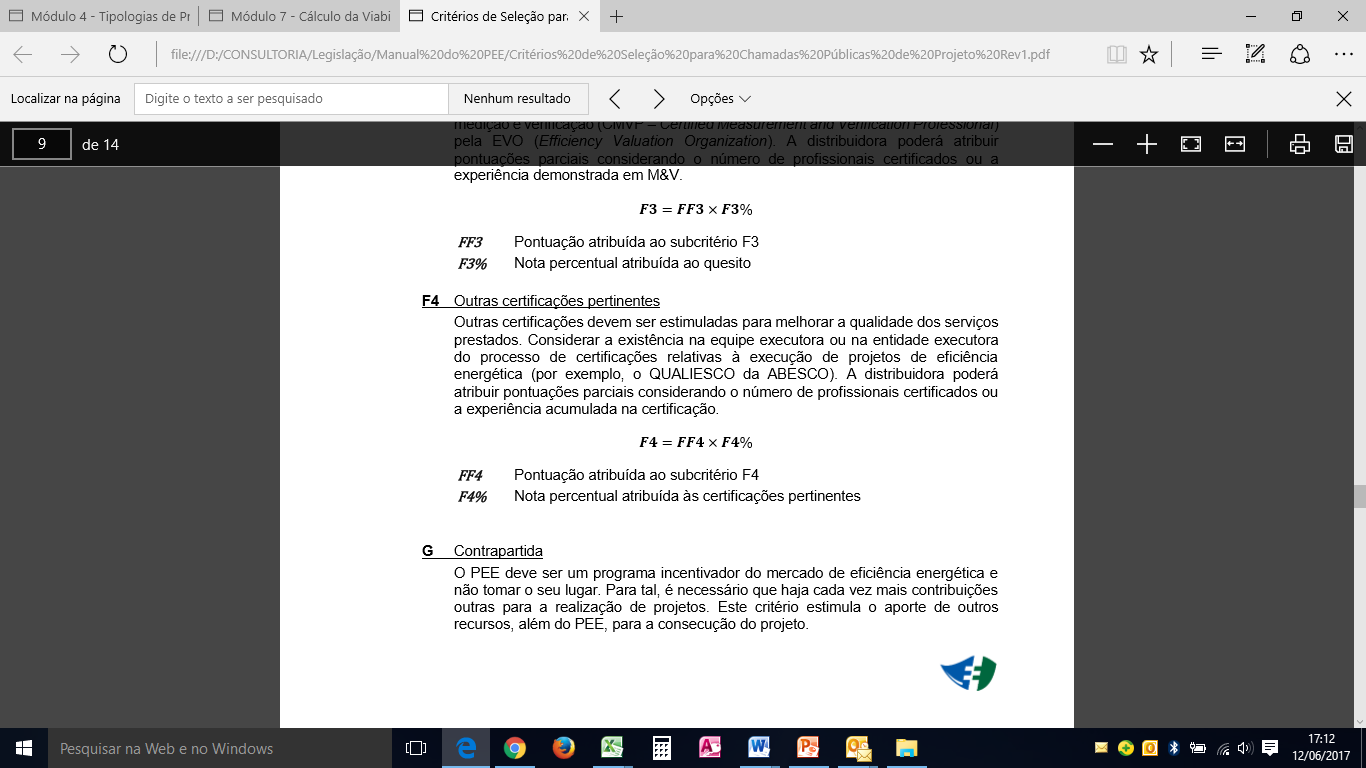 Módulo 4 - Tipologias de Pr
Módulo 7 - Cálculo da Viabi
Critérios de Seleção para
file:///D:/CONSULTORIA/Legislação/Manual%20do%20PEE/Critérios%20de%20Seleção%20para%20Chamadas%20Públicas%20de%20Projeto%20Rev1.pdf
Localizar na página
Digite o texto a ser pesquisado
Nenhum resultado
Opções
9 de 14
medição e verificação (CMVP – Certified Measurement and Verification Professional)
pela EVO (Efficiency Valuation Organization). A distribuidora poderá atribuir
pontuações parciais considerando o número de profissionais certificados ou a
experiência demonstrada em M&V.
F3 = FF3 × F3%
FF3 Pontuação atribuída ao subcritério F3
F3% Nota percentual atribuída ao quesito
F4 Outras certificações pertinentes
Outras certificações devem ser estimuladas para melhorar a qualidade dos serviços
prestados. Considerar a existência na equipe executora ou na entidade executora
do processo de certificações relativas à execução de projetos de eficiência
energética (por exemplo, o QUALIESCO da ABESCO). A distribuidora poderá
atribuir pontuações parciais considerando o número de profissionais certificados ou
a experiência acumulada na certificação.
F4 = FF4 × F4%
FF4 Pontuação atribuída ao subcritério F4
F4% Nota percentual atribuída às certificações pertinentes
G Contrapartida
O PEE deve ser um programa incentivador do mercado de eficiência energética e
não tomar o seu lugar. Para tal, é necessário que haja cada vez mais contribuições
outras para a realização de projetos. Este critério estimula o aporte de outros
recursos, além do PEE, para a consecução do projeto.
Pesquisar na Web e no Windows
17:12
12/06/2017